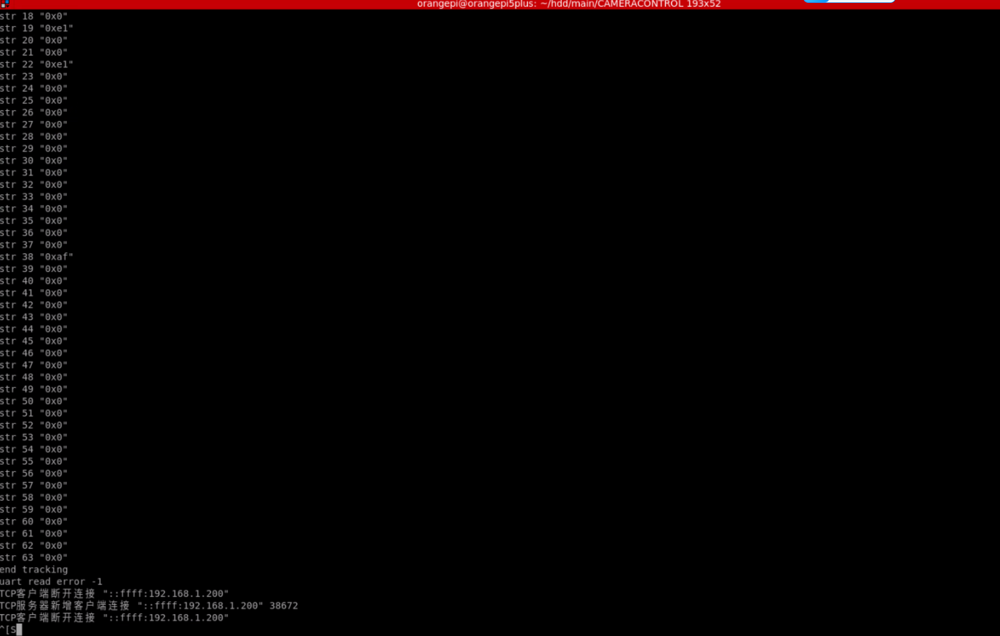 orangepi@orangepi5plus: ~/hdd/main/CAMERACONTROL 193x52
str 18 "0x0"
str 19 "0xe1"
str 20 "0x0"
str 21 "0x0"
str 22 "0xe1"
str 23 "0x0"
str 24 "0x0"
str 25 "0x0"
str 26 "0x0"
str 27 "0x0"
str 28 "0x0"
str 29 "0x0"
str 30 "0x0"
str 31 "0x0"
str 32 "0x0"
str 33 "0x0"
str 34 "0x0"
str 35 "0x0"
str 36 "0x0"
str 37 "0x0"
str 38 "0xaf"
str 39 "0x0"
str 40 "0x0"
str 41 "0x0"
str 42 "0x0"
str 43 "0x0"
str 44 "0x0"
str 45 "0x0"
str 46 "0x0"
str 47 "0x0"
str 48 "0x0"
str 49 "0x0"
str 50 "0x0"
str 51 "0x0"
str 52 "0x0"
str 53 "0x0"
str 54 "0x0"
str 55 "0x0"
str 56 "0x0"
str 57 "0x0"
str 58 "0x0"
str 59 "0x0"
str 60 "0x0"
str 61 "0x0"
str 62 "0x0"
str 63 "0x0"
end tracking
uart read error -1
TCP客户端断开连接 "::ffff:192.168.1.200"
TCP服务器新增客户端连接 "::ffff:192.168.1.200" 38672
TCP客户端断开连接 "::ffff:192.168.1.200"
^[S